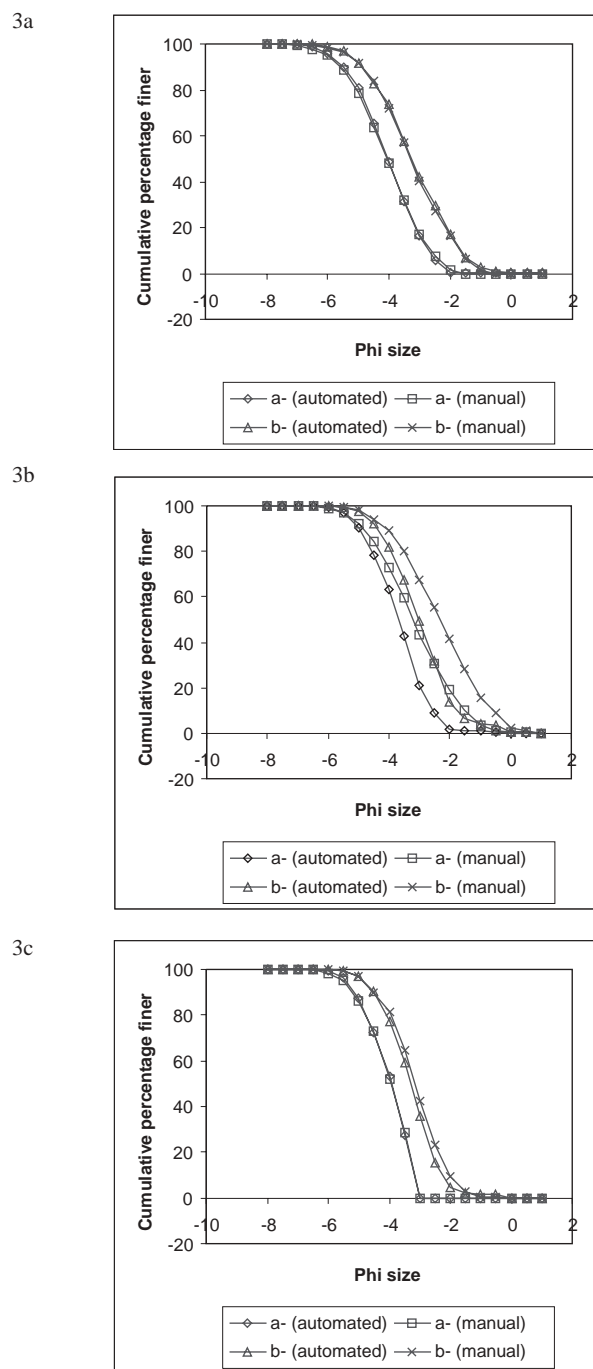 3a
100
80
60
40
20
0
-20
-10 -8 -6 -4 -2 0 2
Cumulative percentage finer
Phi size
a- (automated) a- (manual)
b- (automated) b- (manual)
3b
100
80
60
40
20
0
-20
-10 -8 -6 -4 -2 0 2
Cumulative percentage finer
Phi size
a- (automated) a- (manual)
b- (automated) b- (manual)
3c
100
80
60
40
20
0
-20
-10 -8 -6 -4 -2 0 2
Cumulative percentage finer
Phi size
a- (automated) a- (manual)
b- (automated) b- (manual)